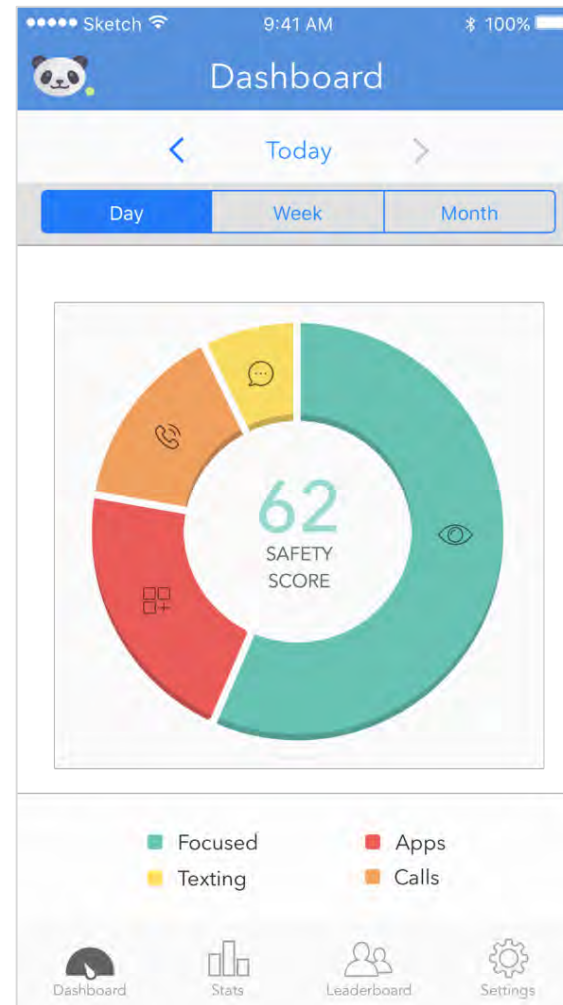 Sketch 9:41 AM 100%
Dashboard
Today
Day Week Month
62
SAFETY
SCORE
Focused Apps
Texting Calls
Dashboard Stats Leaderboard Settings